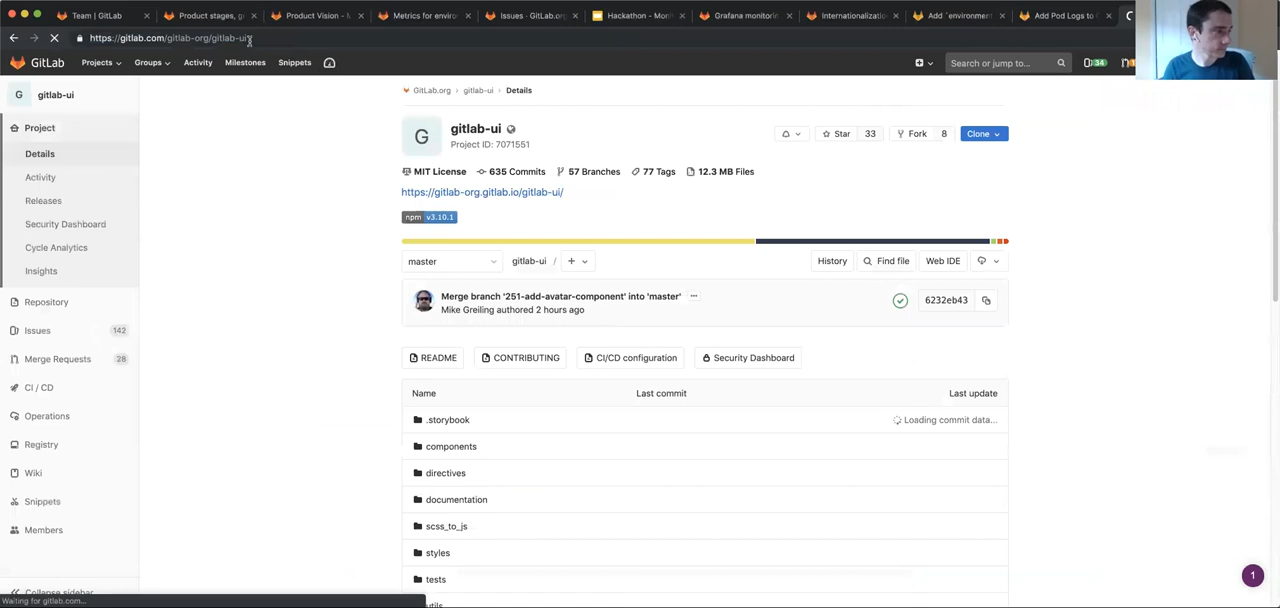 Team | GitLab
Product stages, g
Product Vision - M
Metrics for enviro
Issues · GitLab.org
Hackathon - Moni
Grafana monitorin
Internationalizatio
Add `environment
Add Pod Logs to
https://gitlab.com/gitlab-org/gitlab-ui
GitLab
Projects
Groups
Activity
Milestones
Snippets
Search or jump to...
34
G
gitlab-ui
Project
Details
Activity
Releases
Security Dashboard
Cycle Analytics
Insights
Repository
Issues
142
Merge Requests
28
CI / CD
Operations
Registry
Wiki
Snippets
Members
Collapse sidebar
Waiting for gitlab.com...
GitLab.org › gitlab-ui › Details
G
gitlab-ui
Project ID: 7071551
Star
33
Fork
8
Clone
MIT License
635 Commits
57 Branches
77 Tags
12.3 MB Files
https://gitlab-org.gitlab.io/gitlab-ui/
npm v3.10.1
master
gitlab-ui /
+
History
Find file
Web IDE
Merge branch '251-add-avatar-component' into 'master'
Mike Greiling authored 2 hours ago
6232eb43
README
CONTRIBUTING
CI/CD configuration
Security Dashboard
Name
Last commit
Last update
.storybook
Loading commit data...
components
directives
documentation
scss_to_js
styles
tests
utils
1